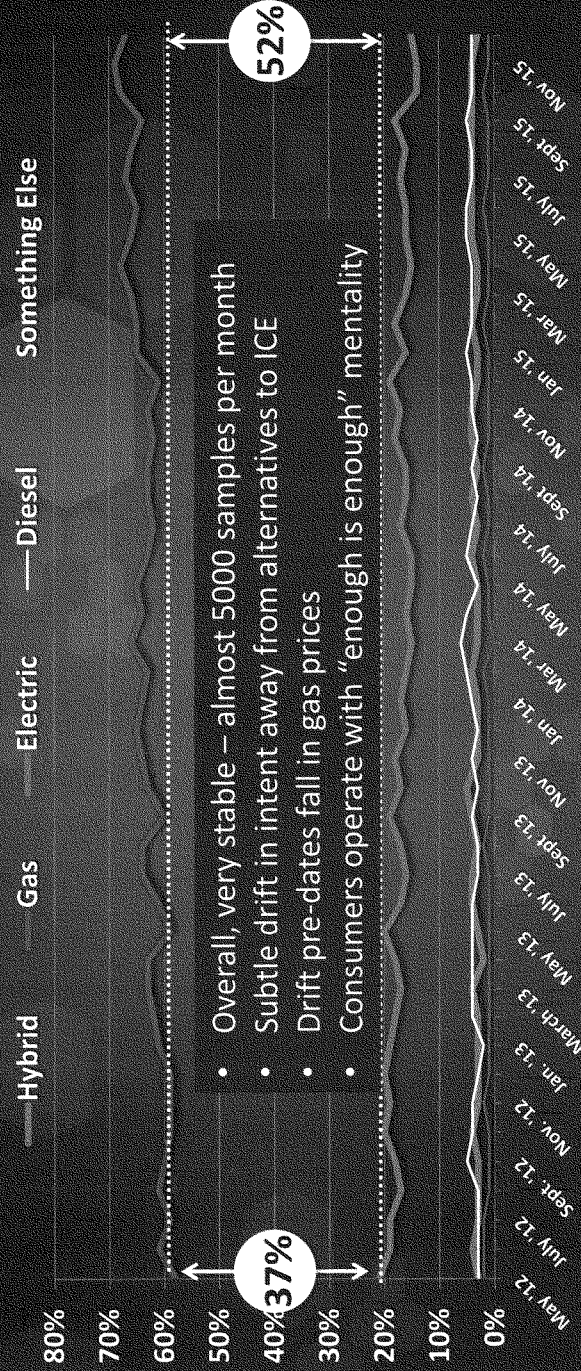 Hybrid Gas Electric Diesel Something Else
80%
70%
60%
50%
40%
30%
20%
10%
0%
37%
52%
• Overall, very stable – almost 5000 samples per month
• Subtle drift in intent away from alternatives to ICE
• Drift pre-dates fall in gas prices
• Consumers operate with “enough is enough” mentality
May' 12
July '12
Sept. '12
Nov. '12
Jan. '13
March '13
May' 13
July '13
Sept '13
Nov '13
Jan '14
Mar '14
May '14
July '14
Sept '14
Nov '14
Jan '15
Mar '15
May '15
July '15
Sept '15
Nov '15